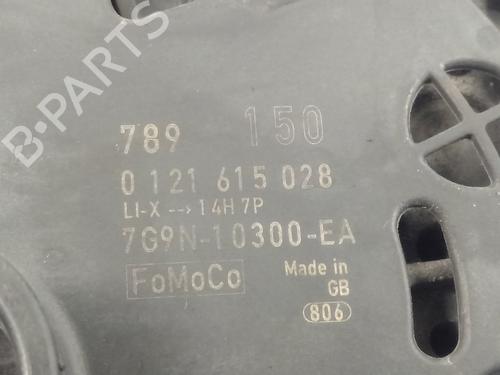 B-PARTS
789 150
0 121 615 028
LI-X --→ 14H 7P
7G9N-10300-EA
FoMoCo
Made in
GB
806